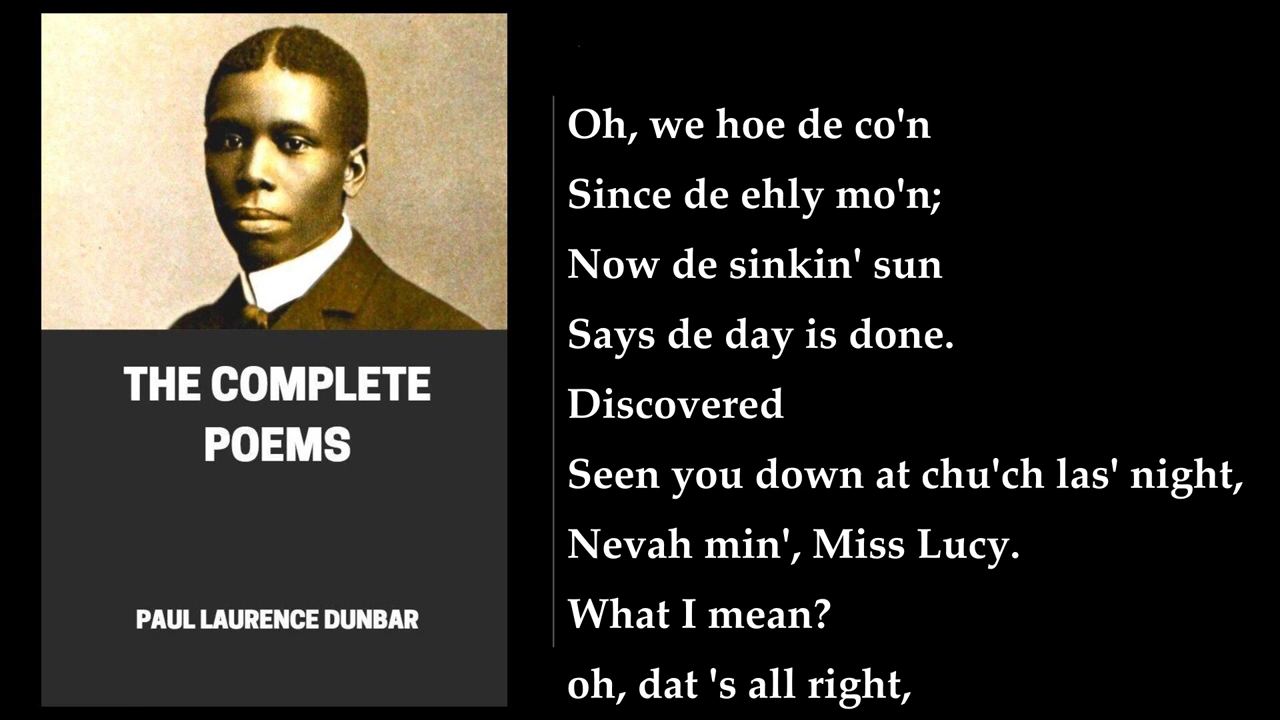 THE COMPLETE
POEMS
PAUL LAURENCE DUNBAR
Oh, we hoe de co'n
Since de ehly mo'n;
Now de sinkin' sun
Says de day is done.
Discovered
Seen you down at chu'ch las' night,
Nevah min', Miss Lucy.
What I mean?
oh, dat 's all right,